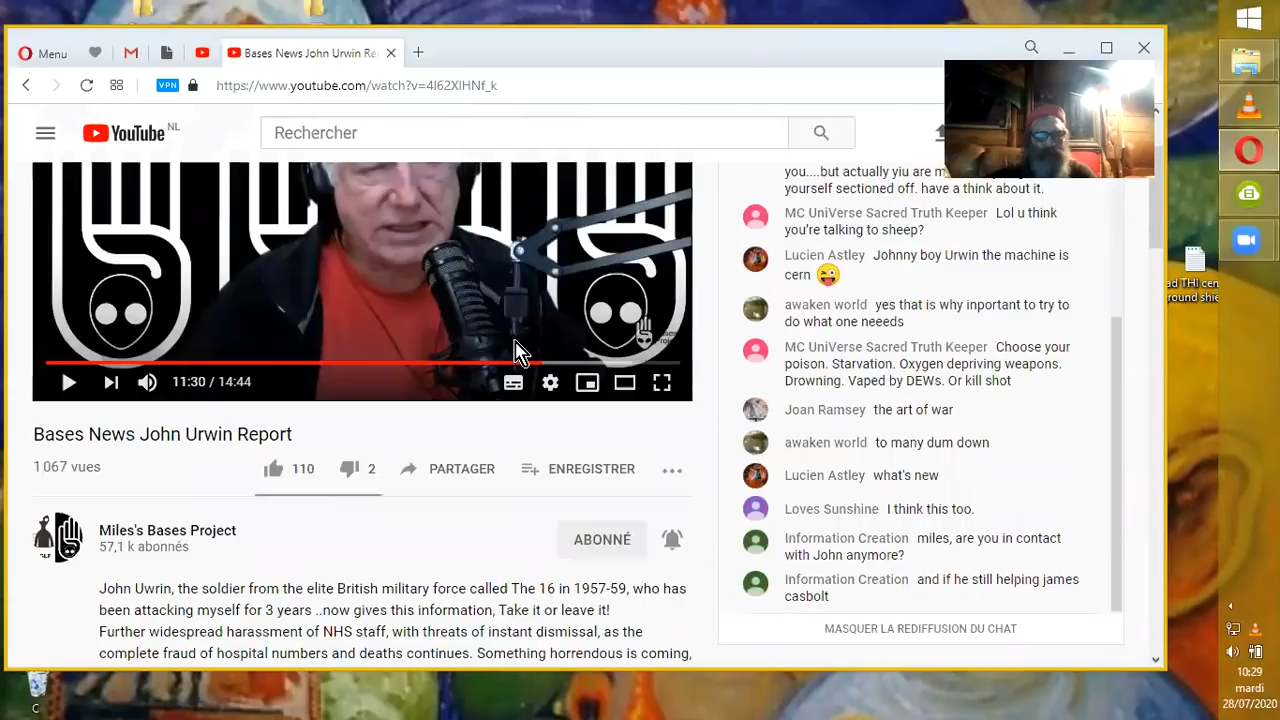 Menu
Bases News John Urwin Re
VPN
https://www.youtube.com/watch?v=4I62XlHNf_k
YouTube NL
Rechercher
you....but actually yiu are m
yourself sectioned off. have a think about it.
MC UniVerse Sacred Truth Keeper Lol u think
you're talking to sheep?
Lucien Astley Johnny boy Urwin the machine is
cern
awaken world yes that is why inportant to try to
do what one neeeds
MC UniVerse Sacred Truth Keeper Choose your
poison. Starvation. Oxygen depriving weapons.
Drowning. Vaped by DEWs. Or kill shot
Joan Ramsey the art of war
awaken world to many dum down
Lucien Astley what's new
Loves Sunshine I think this too.
Information Creation miles, are you in contact
with John anymore?
Information Creation and if he still helping james
casbolt
MASQUER LA REDIFFUSION DU CHAT
11:30 / 14:44
Bases News John Urwin Report
1 067 vues
110
2
PARTAGER
ENREGISTRER
Miles's Bases Project
57,1 k abonnés
ABONNÉ
John Uwrin, the soldier from the elite British military force called The 16 in 1957-59, who has
been attacking myself for 3 years ..now gives this information, Take it or leave it!
Further widespread harassment of NHS staff, with threats of instant dismissal, as the
complete fraud of hospital numbers and deaths continues. Something horrendous is coming,
ad THI cen
round shie
C
10:29
mardi
28/07/2020